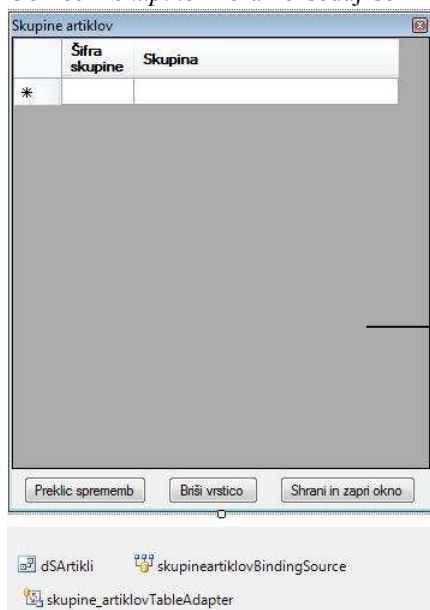 Skupine artiklov
Šifra skupine
Skupina
*
Preklic sprememb
Briši vrstico
Shrani in zapri okno
dSArtikli
skupineartiklovBindingSource
skupine_artiklovTableAdapter